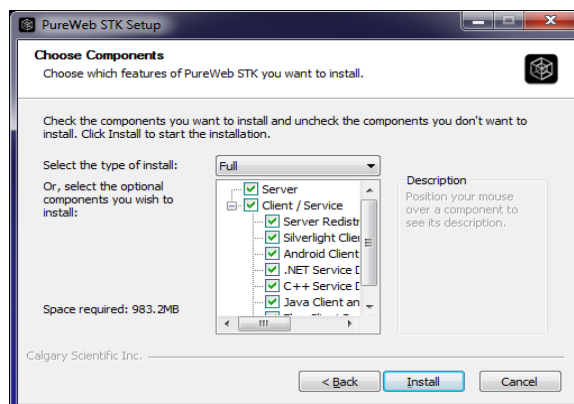 PureWeb STK Setup
Choose Components
Choose which features of PureWeb STK you want to install.
Check the components you want to install and uncheck the components you don't want to
install. Click Install to start the installation.
Select the type of install:
Full
Or, select the optional
components you wish to
install:
Server
Client / Service
Server Redistr
Silverlight Clier
Android Client
.NET Service D
C++ Service D
Java Client an
Description
Position your mouse
over a component to
see its description.
Space required: 983.2MB
Calgary Scientific Inc.
< Back
Install
Cancel